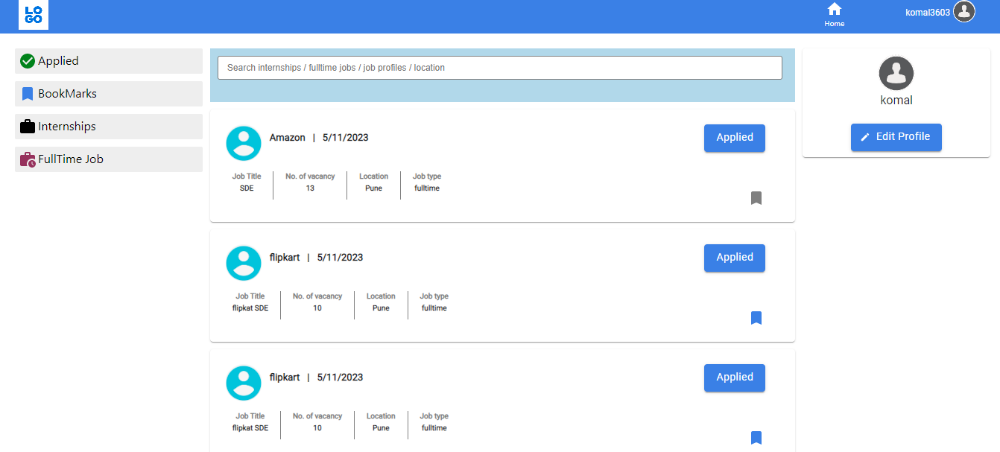 LO
GO
Home
komal3603
Applied
BookMarks
Internships
FullTime Job
Search internships / fulltime jobs / job profiles / location
komal
Edit Profile
Amazon | 5/11/2023
Applied
Job Title No. of vacancy Location Job type
SDE 13 Pune fulltime
flipkart | 5/11/2023
Applied
Job Title No. of vacancy Location Job type
flipkat SDE 10 Pune fulltime
flipkart | 5/11/2023
Applied
Job Title No. of vacancy Location Job type
flipkat SDE 10 Pune fulltime